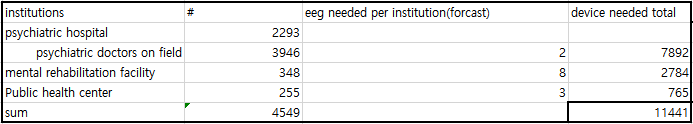 institutions # eeg needed per institution(forcast) device needed total
psychiatric hospital 2293
psychiatric doctors on field 3946 2 7892
mental rehabilitation facility 348 8 2784
Public health center 255 3 765
sum 4549 11441